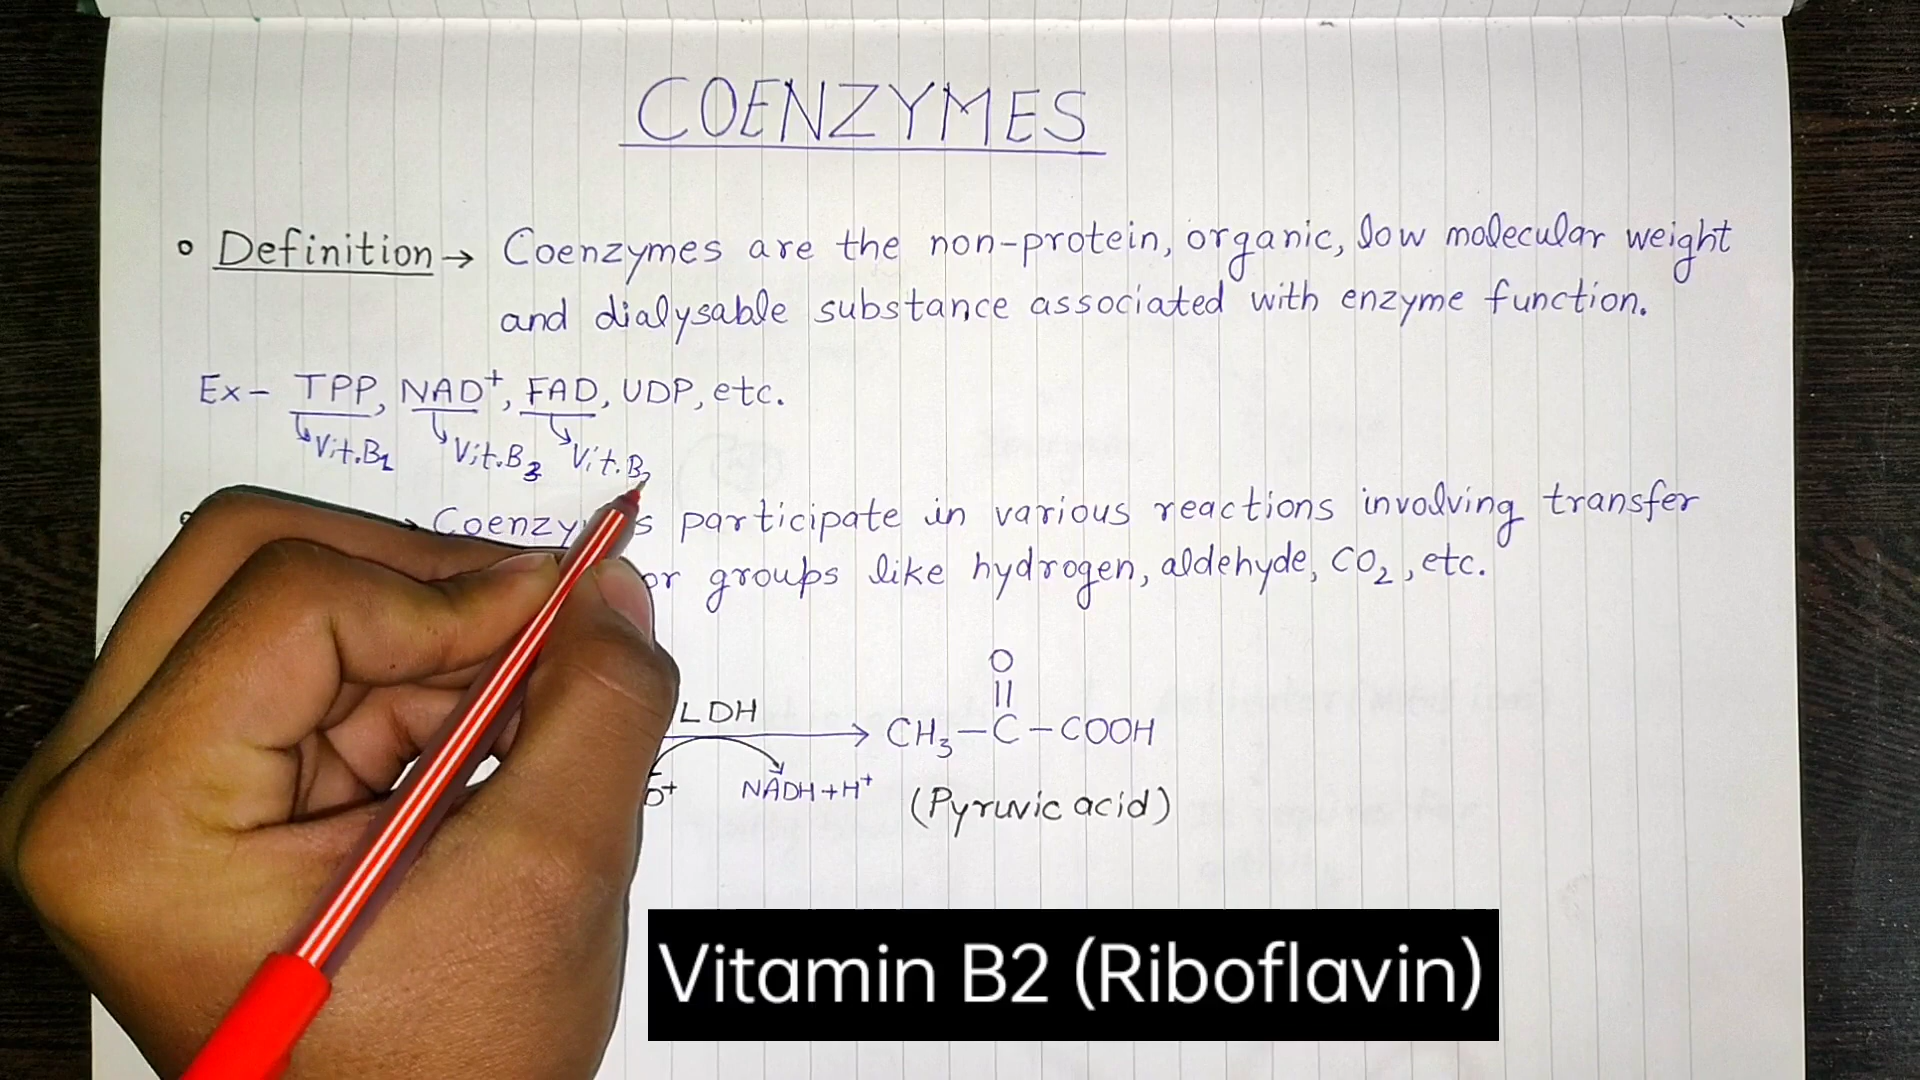 COENZYMES
° Definition → Coenzymes are the non-protein, organic, low molecular weight
and dialysable substance associated with enzyme function.
Ex- TPP, NAD⁺, FAD, UDP, etc.
Vit.B1 Vit.B3 Vit.B2
→ Coenzy s participate in various reactions involving transfer
or groups like hydrogen, aldehyde, CO₂, etc.
O
||
LDH
CH₃-C-COOH
D⁺ NADH+H⁺
(Pyruvic acid)
Vitamin B2 (Riboflavin)